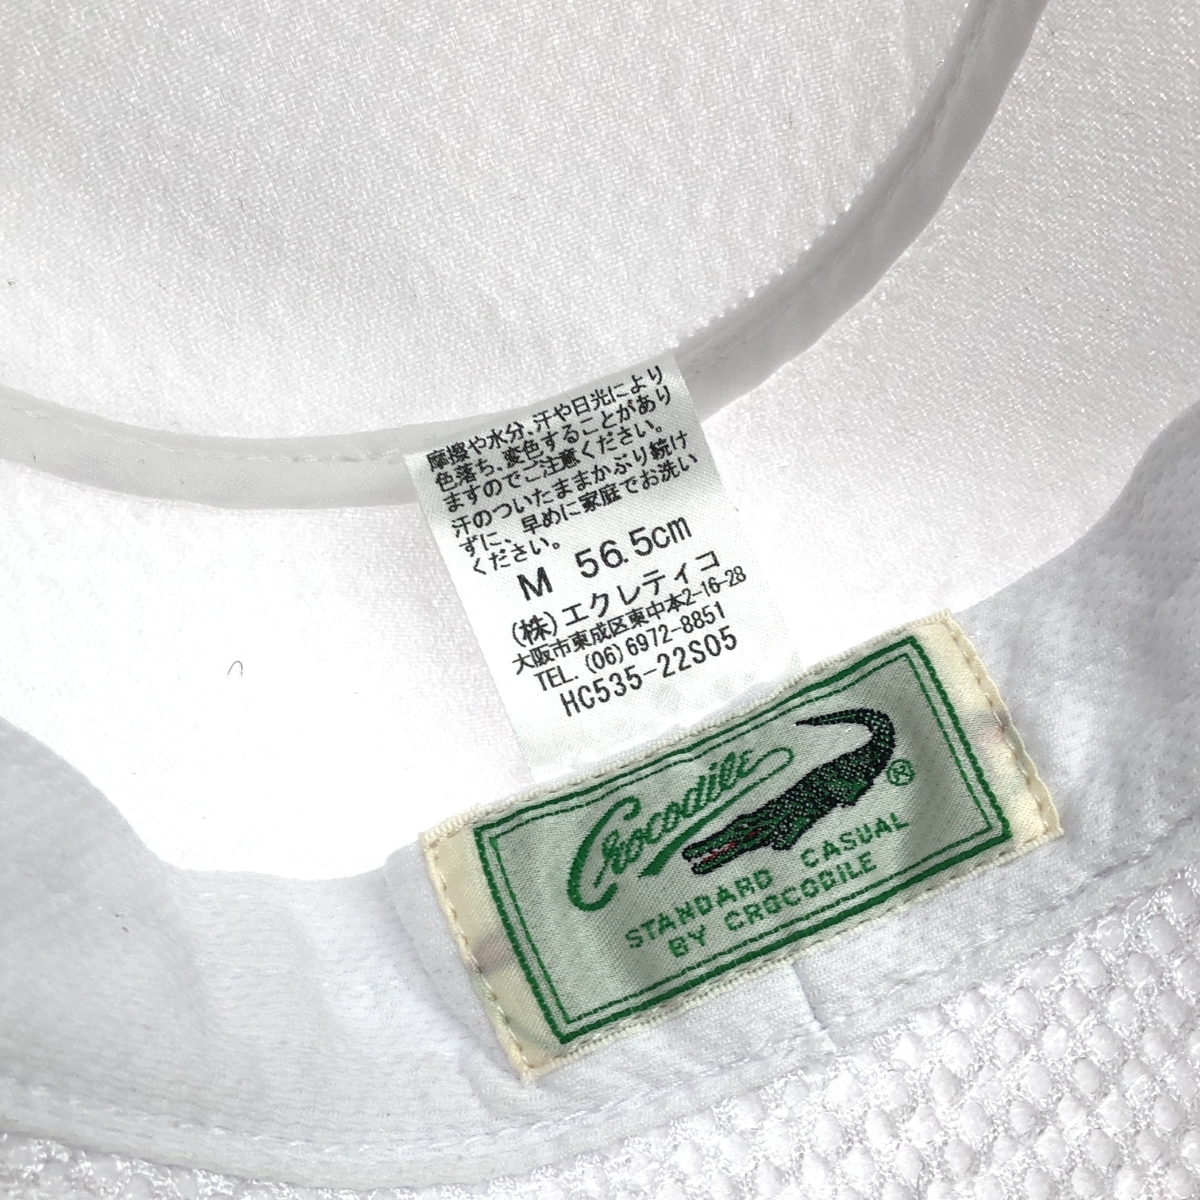 摩擦や水分、汗や日光により
色落ち、変色することがあり
ますのでご注意ください。
汗のついたままかぶり続け
ずに、早めに家庭でお洗い
ください。
M 56.5cm
(株)エクレティコ
大阪市東成区東中本2-16-28
TEL. (06)6972-8851
HC535-22S05
Crocodile
®
STANDARD CASUAL
BY CROCODILE